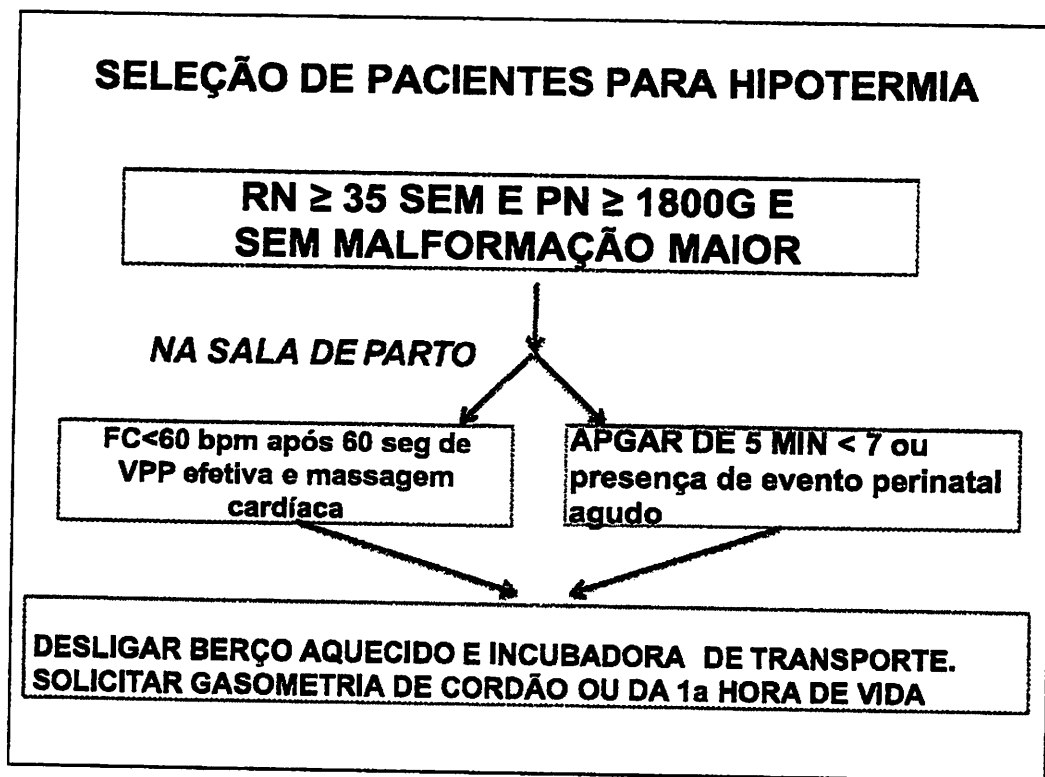 SELEÇÃO DE PACIENTES PARA HIPOTERMIA
RN ≥ 35 SEM E PN ≥ 1800G E
SEM MALFORMAÇÃO MAIOR
NA SALA DE PARTO
FC<60 bpm após 60 seg de
VPP efetiva e massagem
cardíaca
APGAR DE 5 MIN < 7 ou
presença de evento perinatal
agudo
DESLIGAR BERÇO AQUECIDO E INCUBADORA DE TRANSPORTE.
SOLICITAR GASOMETRIA DE CORDÃO OU DA 1a HORA DE VIDA